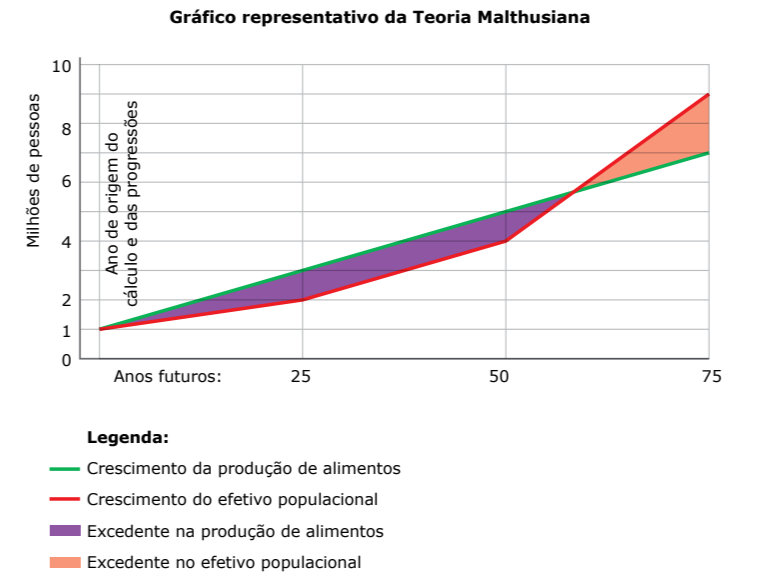 Gráfico representativo da Teoria Malthusiana
Milhões de pessoas
10
8
6
4
2
1
0
Ano de origem do
cálculo e das progressões
Anos futuros:
25
50
75
Legenda:
Crescimento da produção de alimentos
Crescimento do efetivo populacional
Excedente na produção de alimentos
Excedente no efetivo populacional